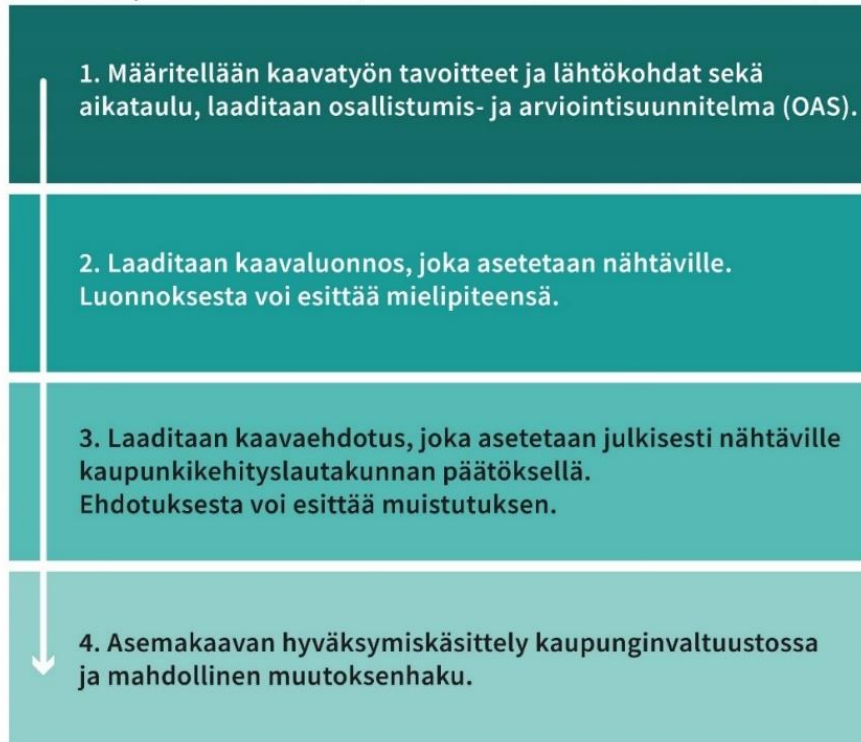 1. Määritellään kaavatyön tavoitteet ja lähtökohdat sekä
aikataulu, laaditaan osallistumis- ja arviointisuunnitelma (OAS).
2. Laaditaan kaavaluonnos, joka asetetaan nähtäville.
Luonnoksesta voi esittää mielipiteensä.
3. Laaditaan kaavaehdotus, joka asetetaan julkisesti nähtäville
kaupunkikehityslautakunnan päätöksellä.
Ehdotuksesta voi esittää muistutuksen.
4. Asemakaavan hyväksymiskäsittely kaupunginvaltuustossa
ja mahdollinen muutoksenhaku.